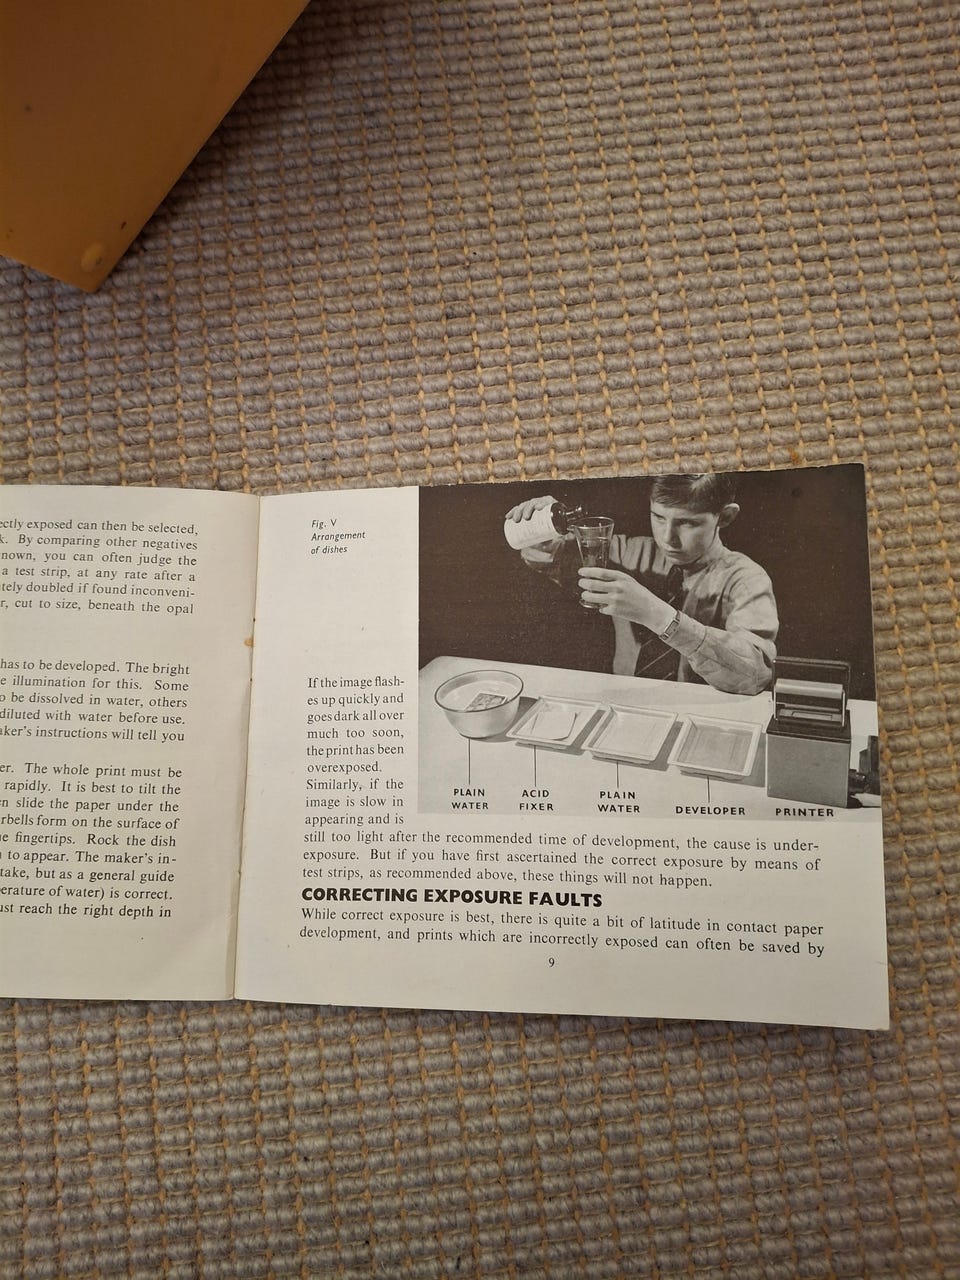 ectly exposed can then be selected,
k. By comparing other negatives
nown, you can often judge the
a test strip, at any rate after a
tely doubled if found inconveni-
r, cut to size, beneath the opal
has to be developed. The bright
e illumination for this. Some
o be dissolved in water, others
diluted with water before use.
aker's instructions will tell you
er. The whole print must be
rapidly. It is best to tilt the
en slide the paper under the
rbells form on the surface of
e fingertips. Rock the dish
to appear. The maker's in-
take, but as a general guide
perature of water) is correct.
ust reach the right depth in
Fig. V
Arrangement
of dishes
PLAIN
WATER
ACID
FIXER
PLAIN
WATER
DEVELOPER
PRINTER
If the image flash-
es up quickly and
goes dark all over
much too soon,
the print has been
overexposed.
Similarly, if the
image is slow in
appearing and is
still too light after the recommended time of development, the cause is under-
exposure. But if you have first ascertained the correct exposure by means of
test strips, as recommended above, these things will not happen.
CORRECTING EXPOSURE FAULTS
While correct exposure is best, there is quite a bit of latitude in contact paper
development, and prints which are incorrectly exposed can often be saved by
9